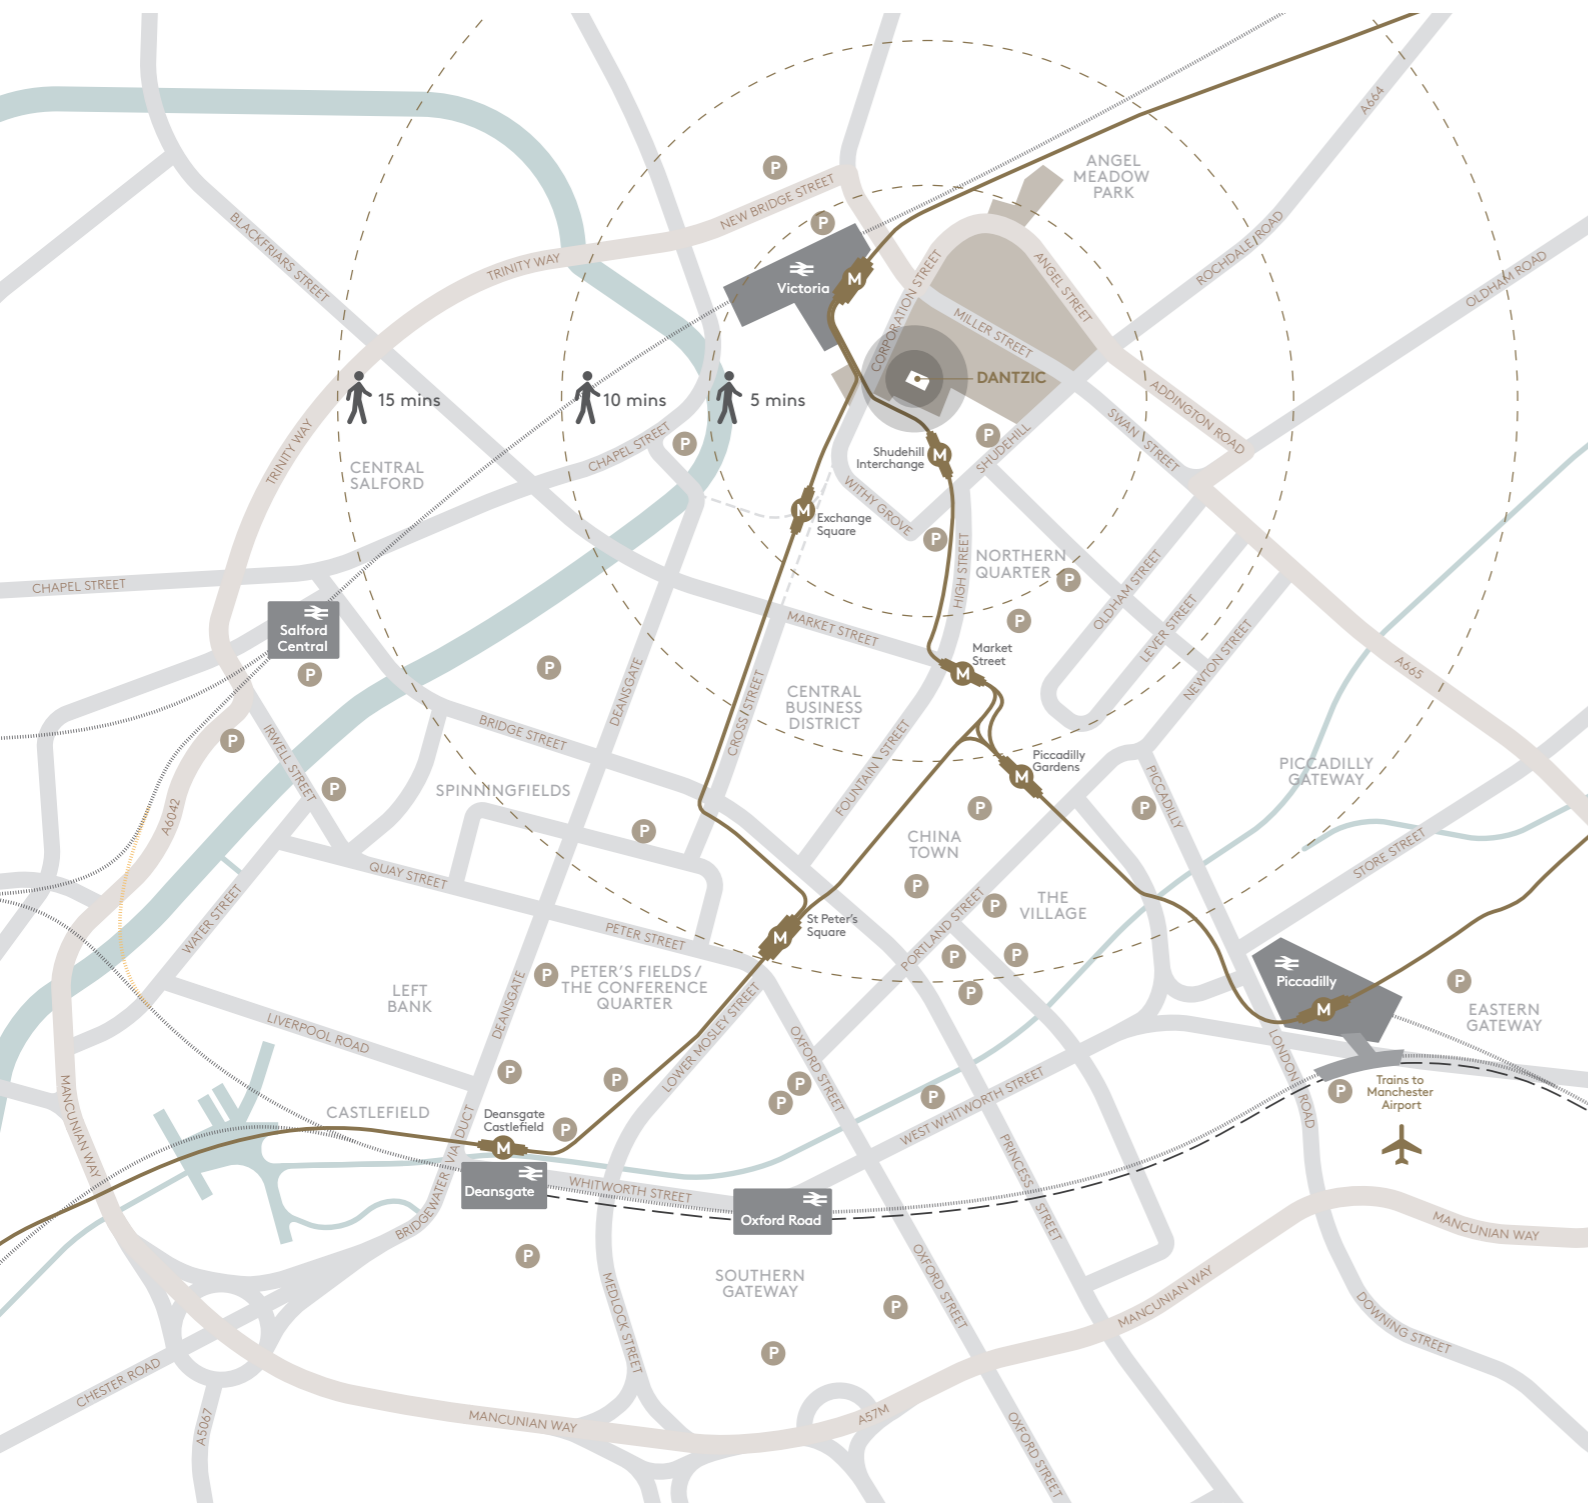 ANGEL
MEADOW
PARK
A664
P
NEW BRIDGE STREET
P
BLACKFRIARS STREET
TRINITY WAY
ROCHDALE ROAD
OLDHAM ROAD
Victoria
M
CORPORATION STREET
ANGEL STREET
MILLER STREET
DANTZIC
15 mins
10 mins
5 mins
ADDINGTON ROAD
SWAN STREET
TRINITY WAY
CHAPEL STREET
P
P
SHUDEHILL
Shudehill
Interchange
M
CENTRAL
SALFORD
WITHY GROVE
M
Exchange
Square
P
NORTHERN
QUARTER
P
HIGH STREET
OLDHAM STREET
LEVER STREET
NEWTON STREET
CHAPEL STREET
Salford
Central
P
P
MARKET STREET
P
Market
Street
M
A665
DEANSGATE
CROSS STREET
CENTRAL
BUSINESS
DISTRICT
FOUNTAIN STREET
P
IRWELL STREET
BRIDGE STREET
Piccadilly
Gardens
M
PICCADILLY
PICCADILLY
GATEWAY
P
SPINNINGFIELDS
P
P
P
A6042
CHINA
TOWN
STORE STREET
QUAY STREET
P
P
THE
VILLAGE
WATER STREET
PETER STREET
St Peter's
Square
M
PORTLAND STREET
P
P
P
P
PETER'S FIELDS /
THE CONFERENCE
QUARTER
LEFT
BANK
DEANSGATE
Piccadilly
M
P
EASTERN
GATEWAY
LIVERPOOL ROAD
LOWER MOSLEY STREET
OXFORD STREET
LONDON ROAD
P
P
P
P
P
WEST WHITWORTH STREET
P
Trains to
Manchester
Airport
MANCUNIAN WAY
CASTLEFIELD
Deansgate
Castlefield
M
P
BRIDGEWATER VIADUCT
Deansgate
WHITWORTH STREET
Oxford Road
PRINCESS STREET
P
MANCUNIAN WAY
SOUTHERN
GATEWAY
OXFORD STREET
MEDLOCK STREET
P
MANCUNIAN WAY
DOWNING STREET
P
CHESTER ROAD
A5067
MANCUNIAN WAY
A57M
OXFORD STREET